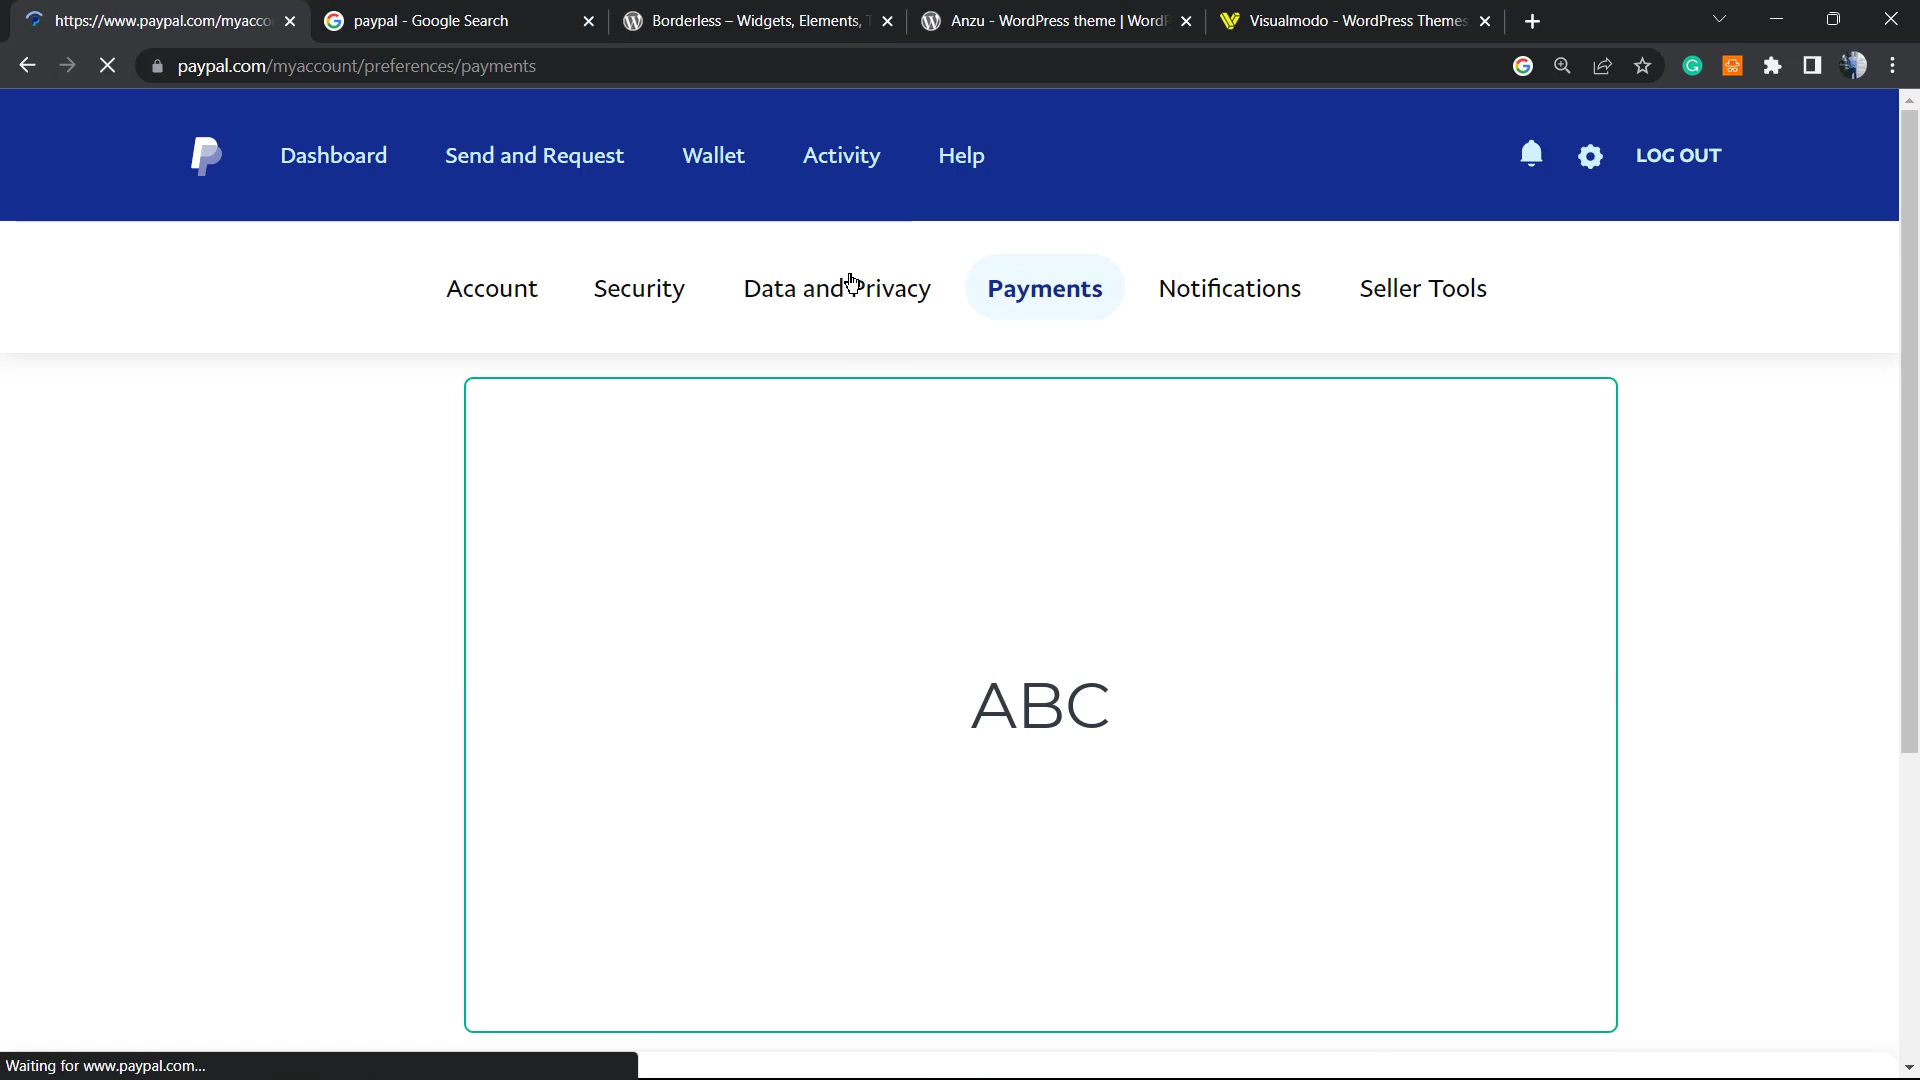 https://www.paypal.com/myacco
paypal - Google Search
Borderless – Widgets, Elements,
Anzu - WordPress theme | Word
Visualmodo - WordPress Themes
paypal.com/myaccount/preferences/payments
Dashboard
Send and Request
Wallet
Activity
Help
LOG OUT
Account
Security
Data and Privacy
Payments
Notifications
Seller Tools
ABC
Waiting for www.paypal.com...